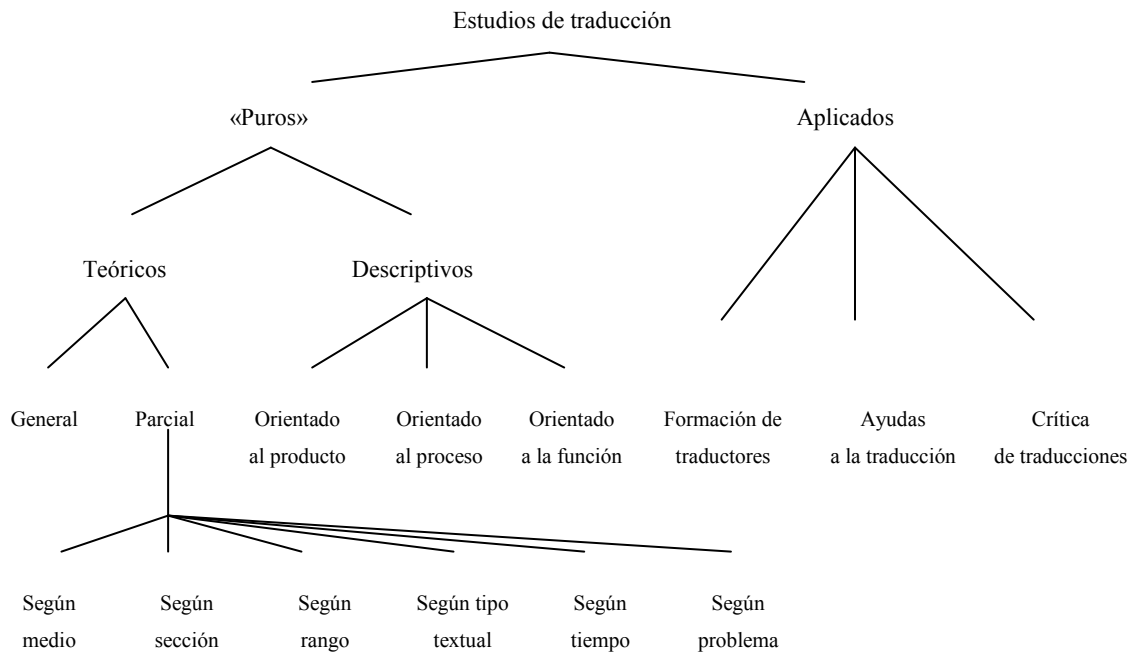 Estudios de traducción
«Puros»
Aplicados
Teóricos
Descriptivos
General
Parcial
Orientado
al producto
Orientado
al proceso
Orientado
a la función
Formación de
traductores
Ayudas
a la traducción
Crítica
de traducciones
Según
medio
Según
sección
Según
rango
Según tipo
textual
Según
tiempo
Según
problema